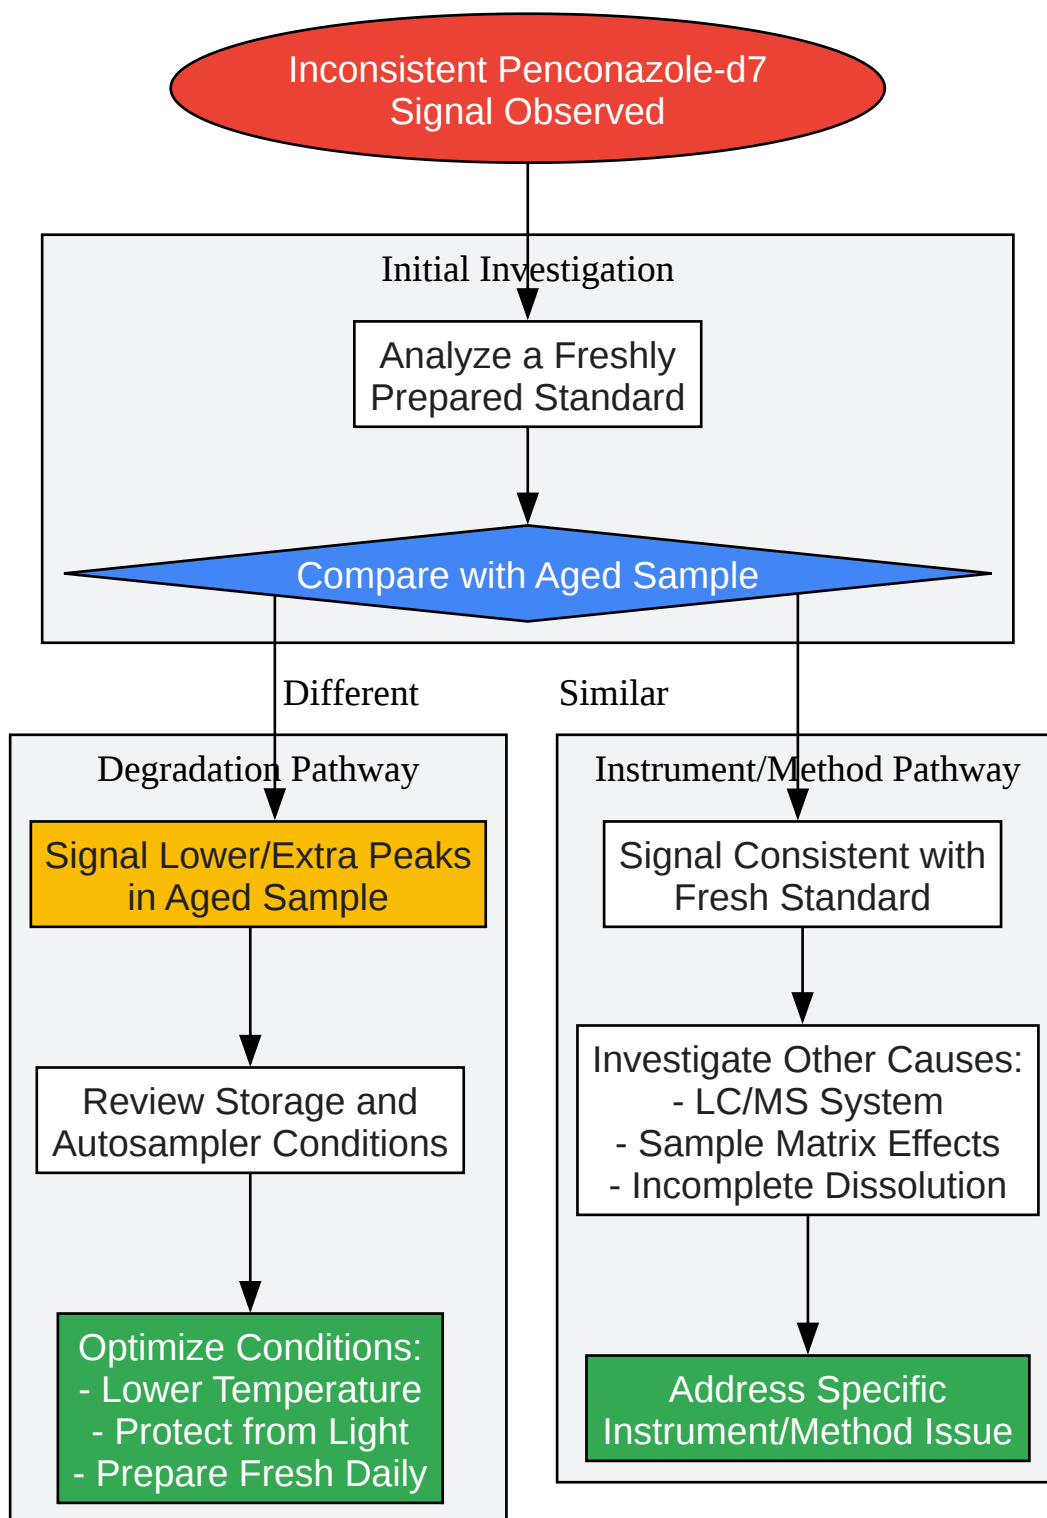 Inconsistent Penconazole-d7
Signal Observed
Initial Investigation
Analyze a Freshly
Prepared Standard
Compare with Aged Sample
Different
Similar
Degradation Pathway
Signal Lower/Extra Peaks
in Aged Sample
Review Storage and
Autosampler Conditions
Optimize Conditions:
- Lower Temperature
- Protect from Light
- Prepare Fresh Daily
Instrument/Method Pathway
Signal Consistent with
Fresh Standard
Investigate Other Causes:
- LC/MS System
- Sample Matrix Effects
- Incomplete Dissolution
Address Specific
Instrument/Method Issue